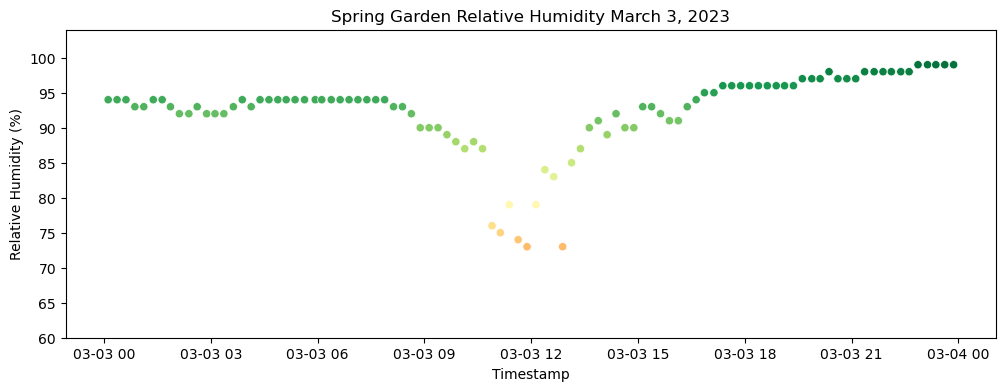 Spring Garden Relative Humidity March 3, 2023
Relative Humidity (%)
100
95
90
85
80
75
70
65
60
03-03 00 03-03 03 03-03 06 03-03 09 03-03 12 03-03 15 03-03 18 03-03 21 03-04 00
Timestamp